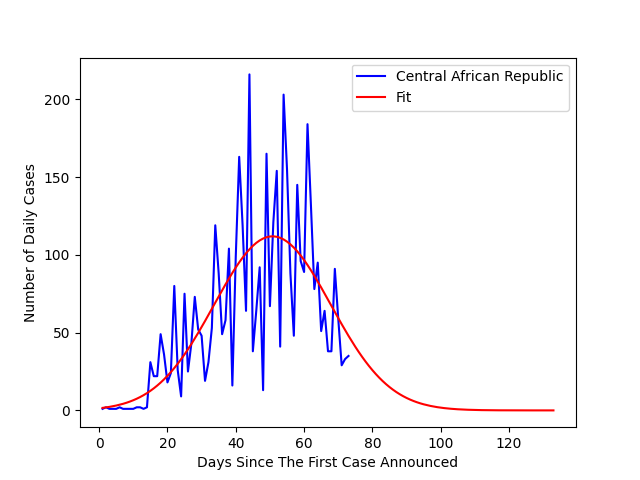 Central African Republic
Fit
Number of Daily Cases
200
150
100
50
0
0 20 40 60 80 100 120
Days Since The First Case Announced